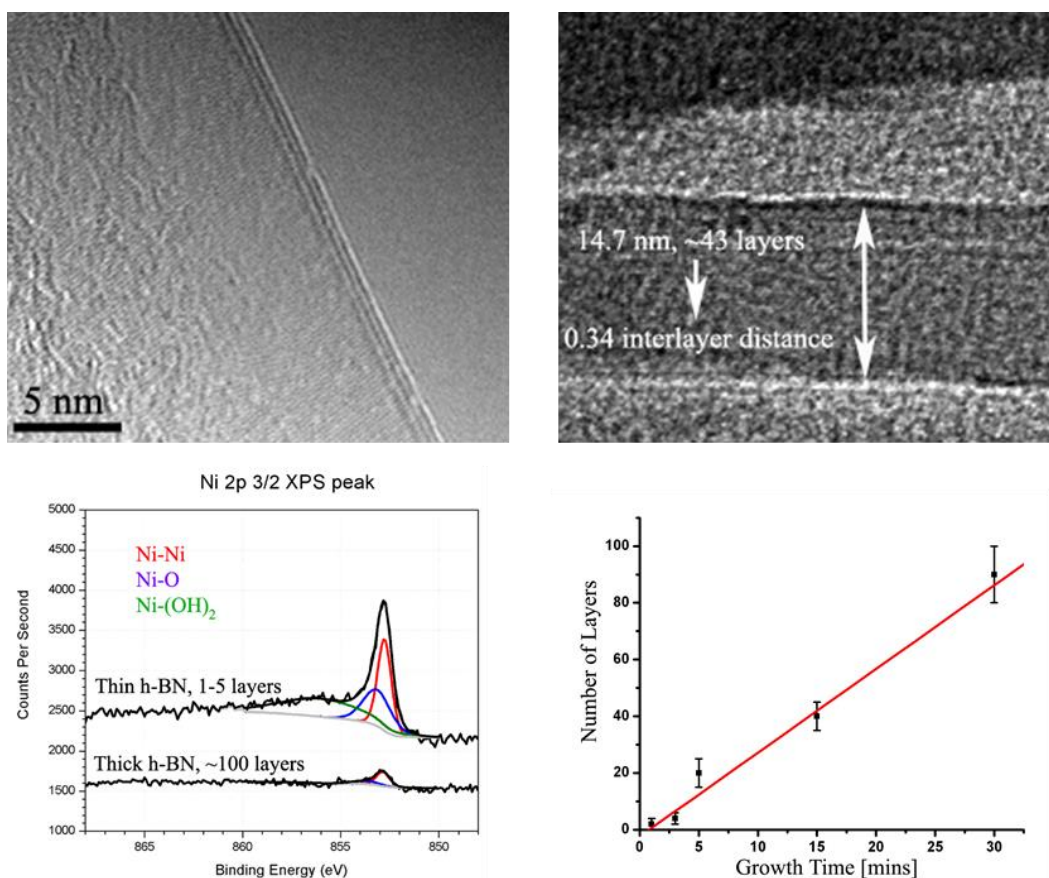 5 nm
14.7 nm, ~43 layers
0.34 interlayer distance
Ni 2p 3/2 XPS peak
5000
4500
4000
3500
3000
2500
2000
1500
1000
Counts Per Second
Ni-Ni
Ni-O
Ni-(OH)2
Thin h-BN, 1-5 layers
Thick h-BN, ~100 layers
865 860 855 850
Binding Energy (eV)
100
80
60
40
20
0
Number of Layers
0 5 10 15 20 25 30
Growth Time [mins]